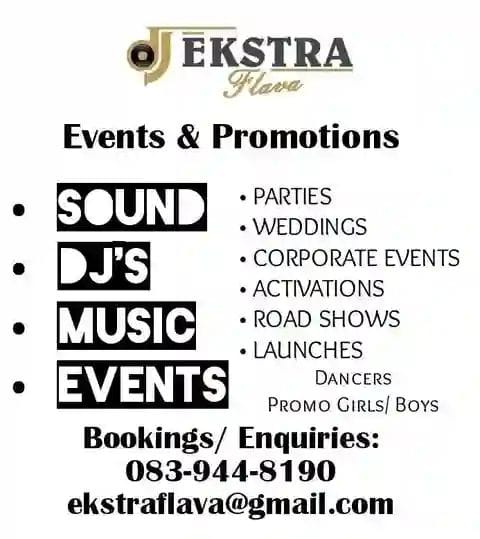 DJ EKSTRA
Flava
Events & Promotions
• SOUND
• DJ'S
• MUSIC
• EVENTS
• PARTIES
• WEDDINGS
• CORPORATE EVENTS
• ACTIVATIONS
• ROAD SHOWS
• LAUNCHES
DANCERS
PROMO GIRLS/ BOYS
Bookings/ Enquiries:
083-944-8190
ekstraflava@gmail.com